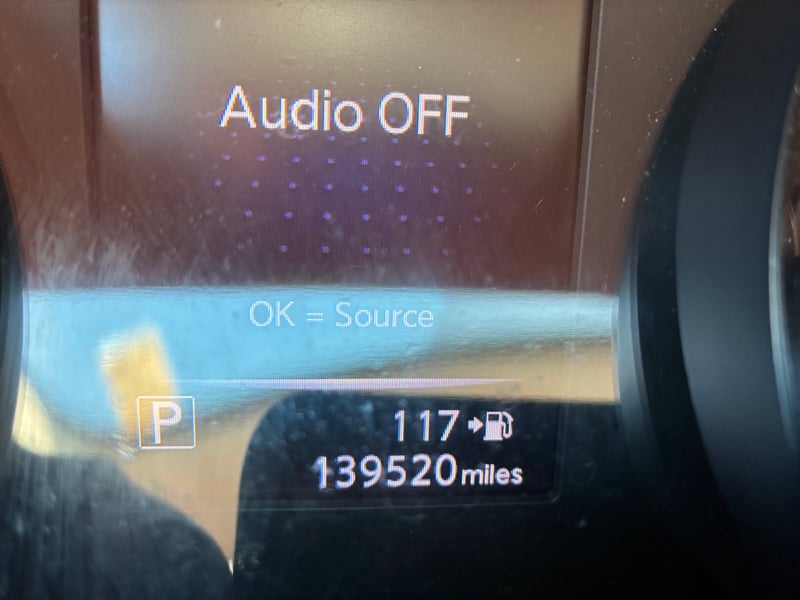 Audio OFF
OK = Source
P
117
139520 miles